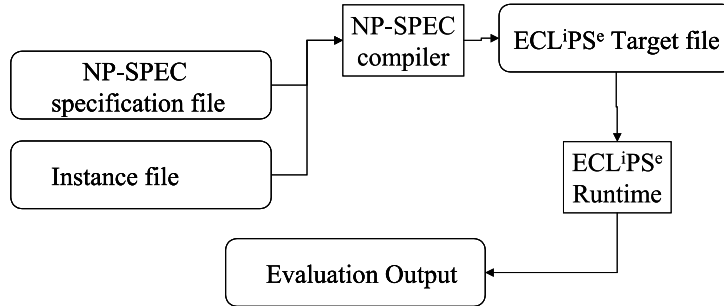 NP-SPEC
specification file
Instance file
NP-SPEC
compiler
ECLⁱPSᵉ Target file
ECLⁱPSᵉ
Runtime
Evaluation Output